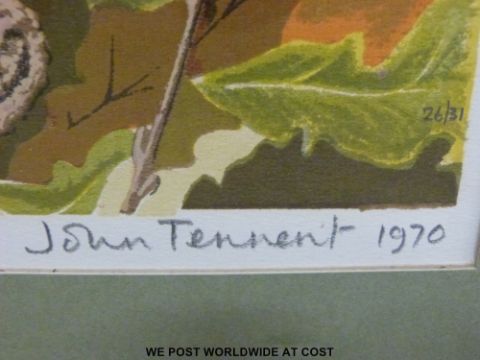 26/31
John Tennent 1970
WE POST WORLDWIDE AT COST